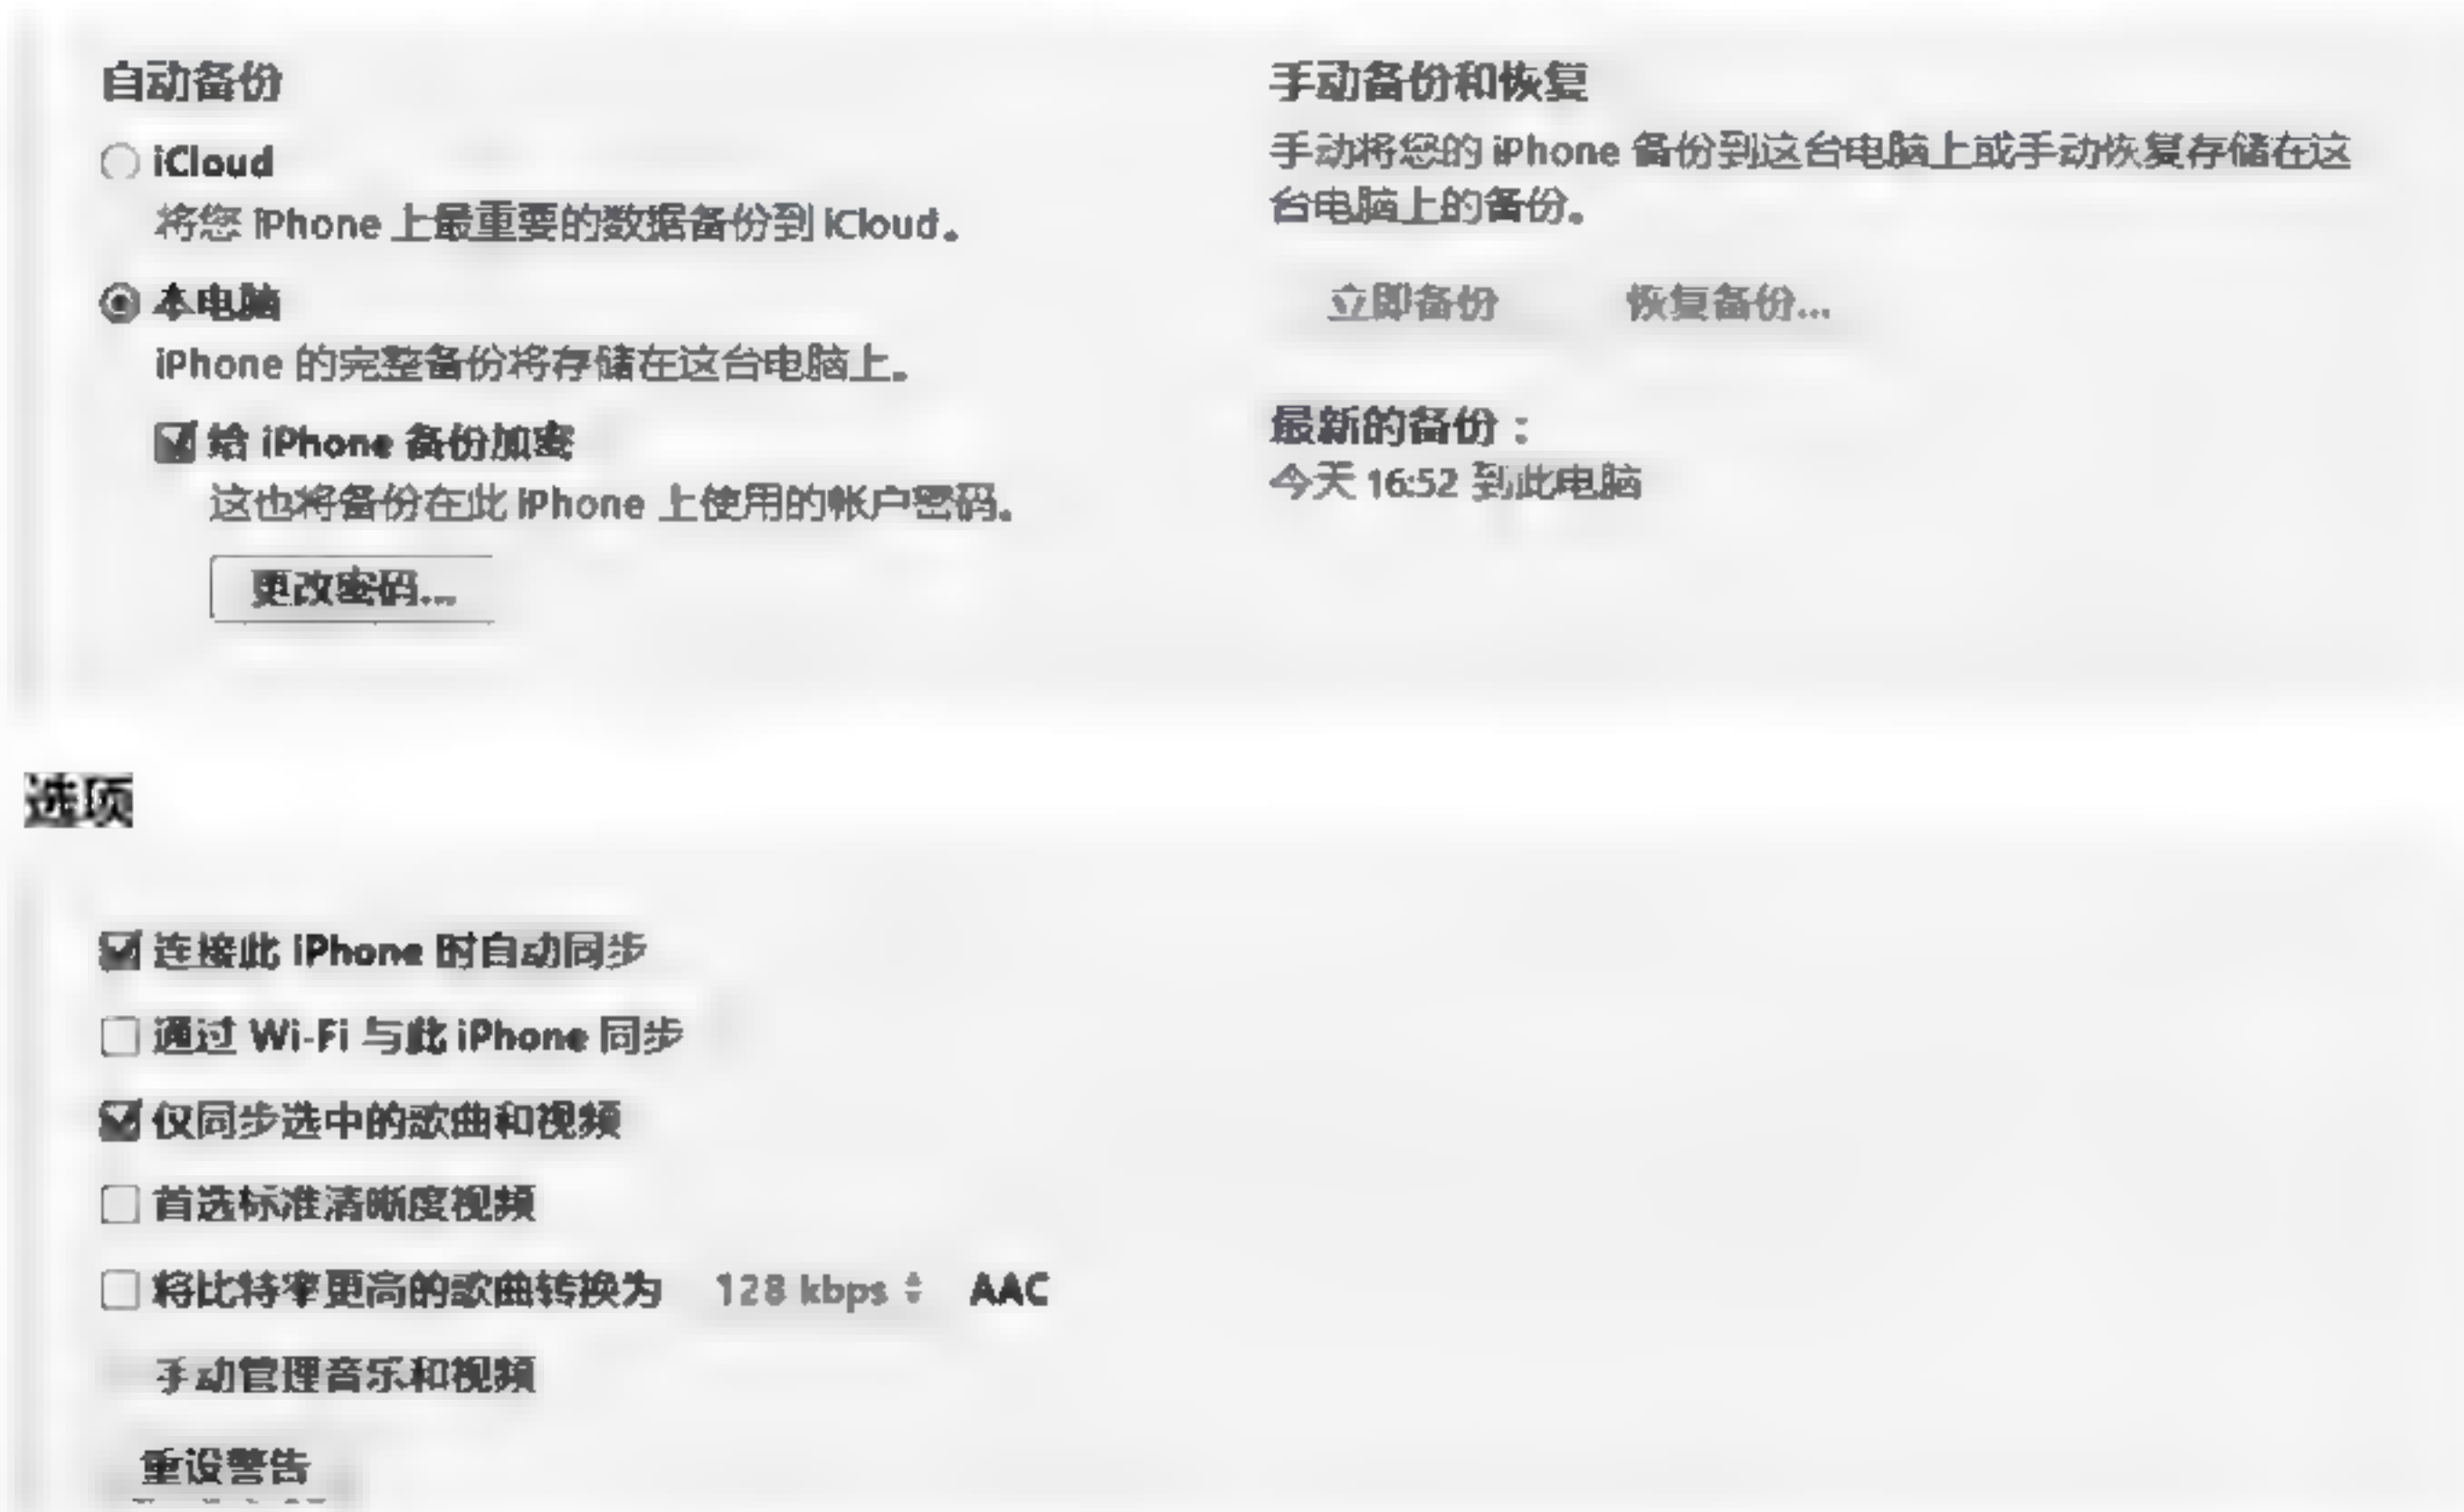 自动备份
iCloud
将您 iPhone 上最重要的数据备份到 iCloud。
本电脑
iPhone 的完整备份将存储在这台电脑上。
给 iPhone 备份加密
这也将备份在此 iPhone 上使用的帐户密码。
更改密码...
手动备份和恢复
手动将您的 iPhone 备份到这台电脑上或手动恢复存储在这
台电脑上的备份。
立即备份 恢复备份...
最新的备份：
今天 16:52 到此电脑
选项
连接此 iPhone 时自动同步
通过 Wi-Fi 与此 iPhone 同步
仅同步选中的歌曲和视频
首选标准清晰度视频
将比特率更高的歌曲转换为 128 kbps AAC
手动管理音乐和视频
重设警告